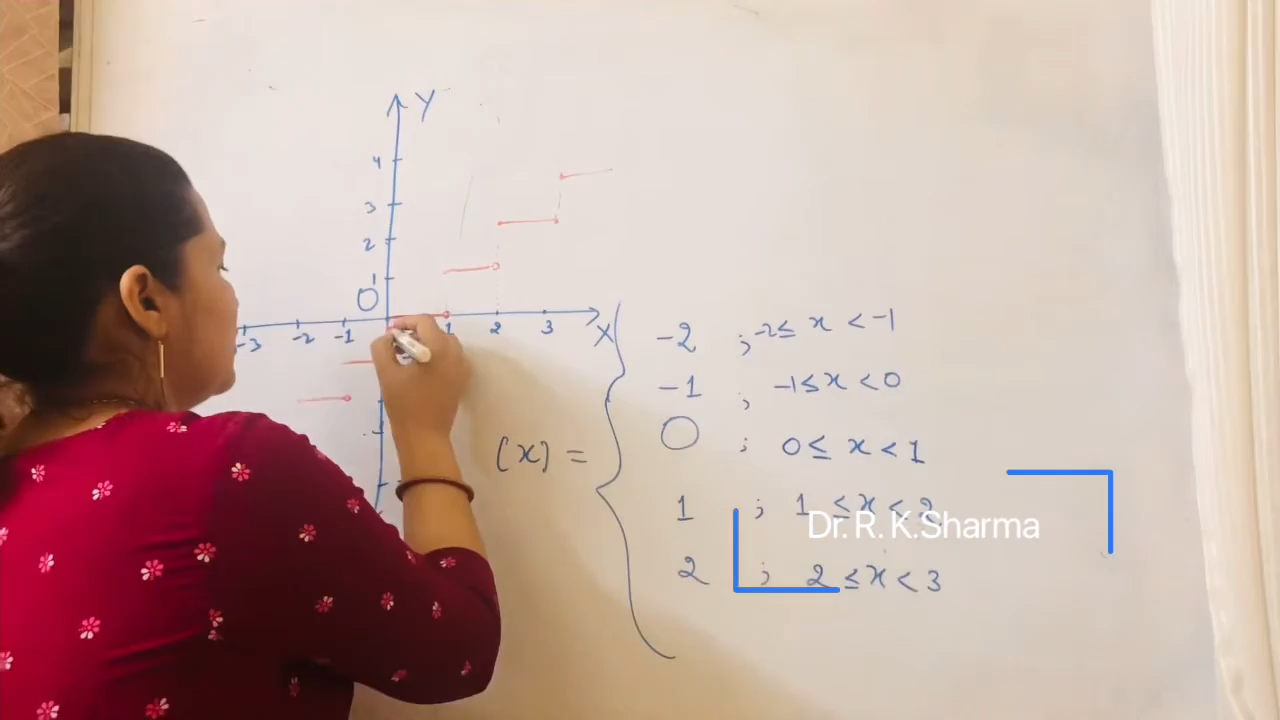 Y
4
3
2
1
O
-3 -2 -1 1 2 3 X
-2 ; -2 ≤ x < -1
-1 ; -1 ≤ x < 0
(x) =
0 ; 0 ≤ x < 1
1 ; 1 ≤ x < 2
Dr. R. K.Sharma
2 ; 2 ≤ x < 3